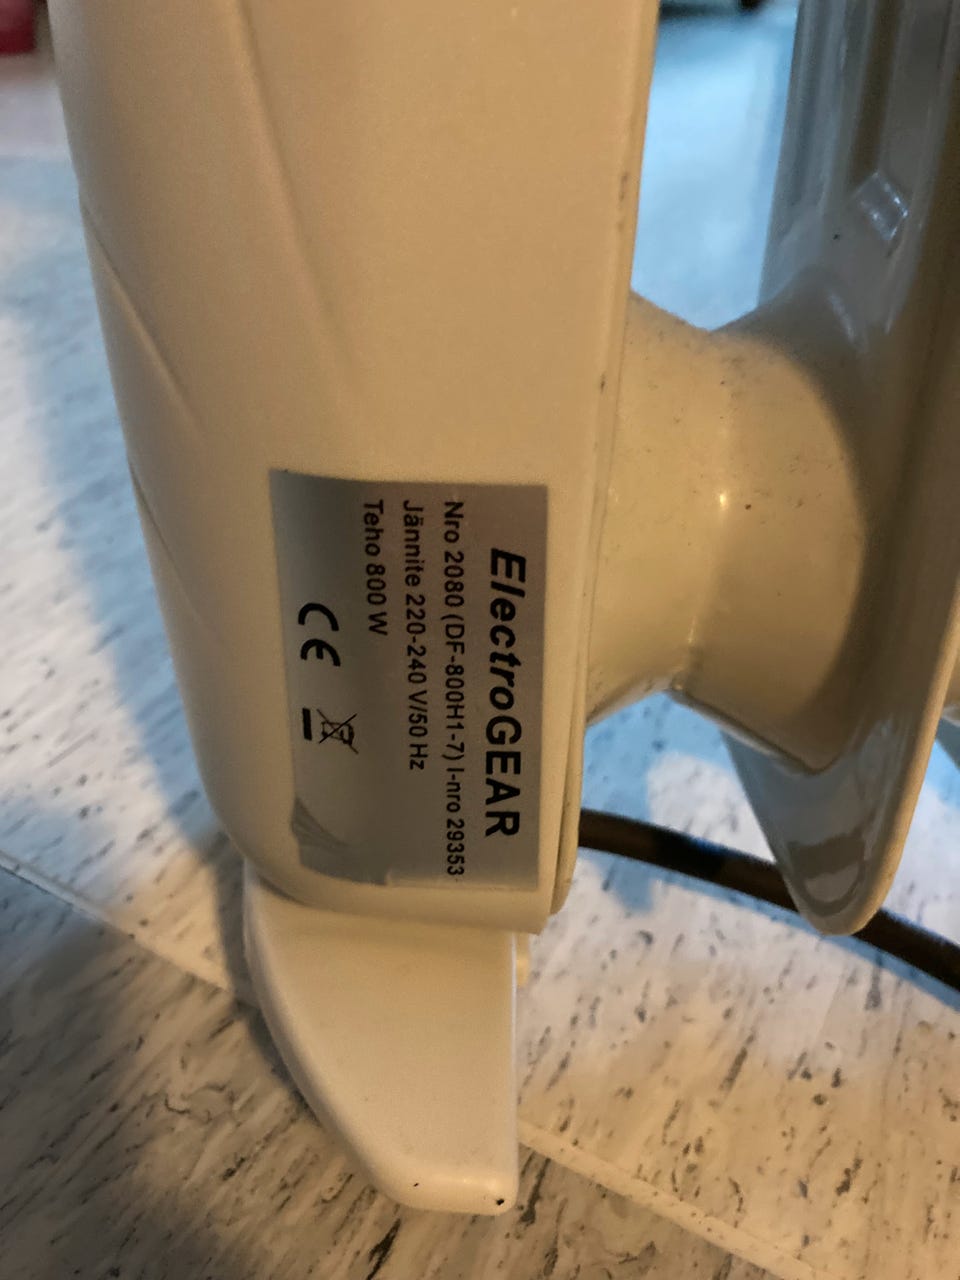 ElectroGEAR
Nro 2080 (DF-800H1-7) I-nro 29353
Jännite 220-240 V/50 Hz
Teho 800 W
CE